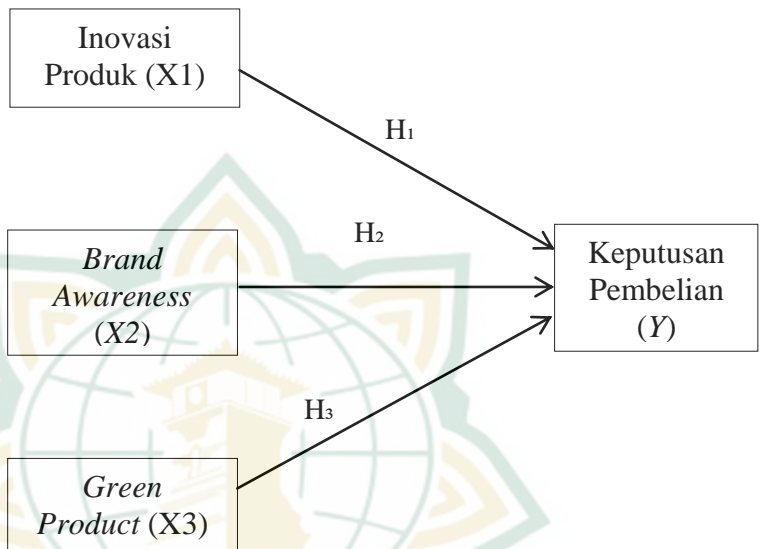 Inovasi
Produk (X1)
H₁
H₂
Brand
Awareness
(X2)
Keputusan
Pembelian
(Y)
H₃
Green
Product (X3)